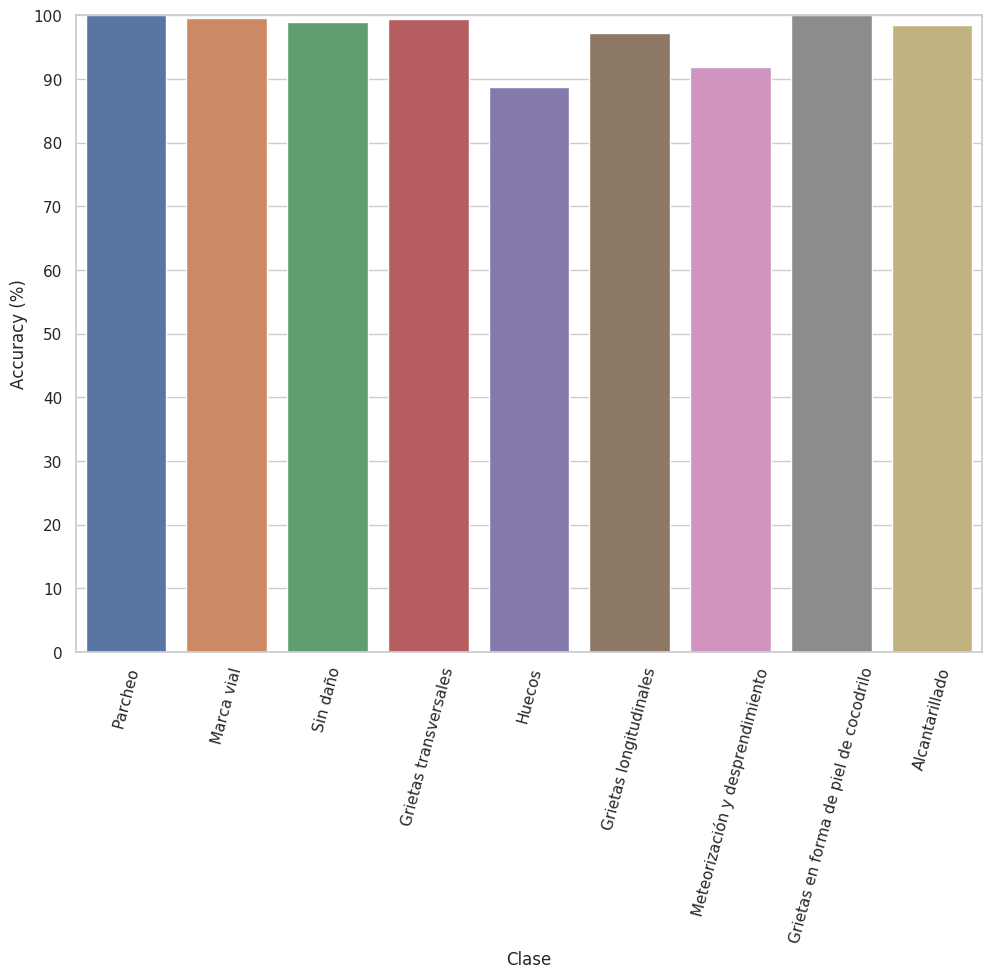 100
90
80
70
60
50
40
30
20
10
0
Accuracy (%)
Parcheo
Marca vial
Sin daño
Grietas transversales
Huecos
Grietas longitudinales
Meteorización y desprendimiento
Grietas en forma de piel de cocodrilo
Alcantarillado
Clase